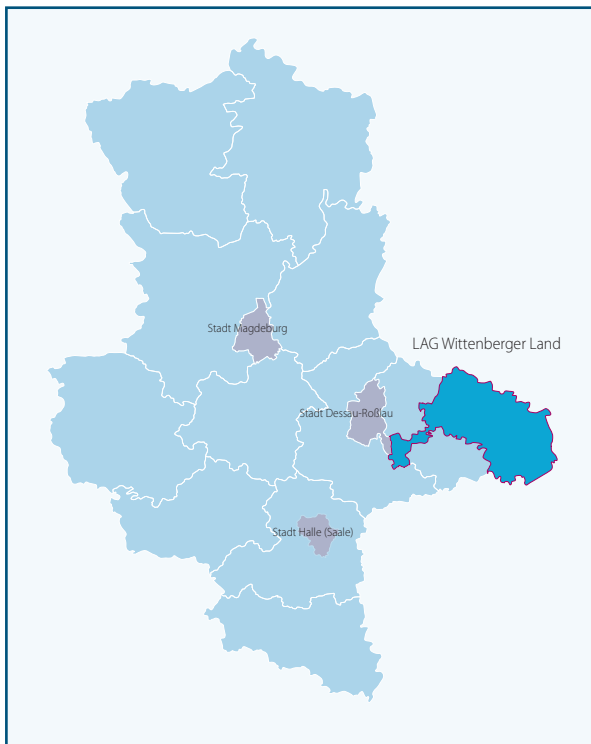 Stadt Magdeburg
LAG Wittenberger Land
Stadt Dessau-Roßlau
Stadt Halle (Saale)